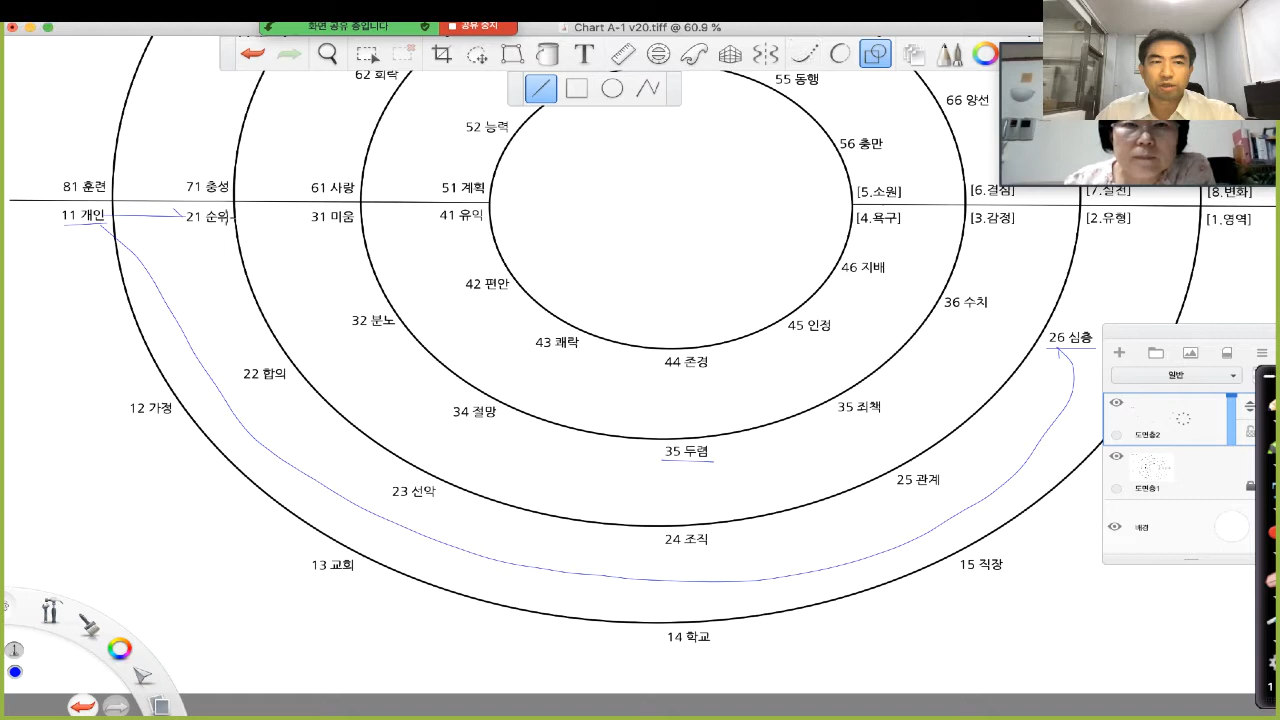 화면 공유 중입니다
공유 중지
Chart A-1 v20.tiff @ 60.9 %
62 회락
55 동행
66 양선
52 능력
56 충만
81 훈련
71 충성
61 사랑
51 계획
[5.소원]
[6.결심]
[7.실천]
[8.변화]
11 개인
21 순위
31 미움
41 유익
[4.욕구]
[3.감정]
[2.유형]
[1.영역]
46 지배
42 편안
36 수치
32 분노
45 인정
26 심층
43 쾌락
44 존경
22 합의
일반
12 가정
34 절망
35 죄책
도면층2
35 두렴
25 관계
23 선악
도면층1
24 조직
배경
13 교회
15 직장
14 학교